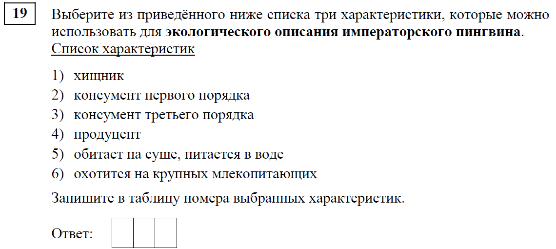 19 Выберите из приведённого ниже списка три характеристики, которые можно
использовать для экологического описания императорского пингвина.
Список характеристик
1) хищник
2) консумент первого порядка
3) консумент третьего порядка
4) продуцент
5) обитает на суше, питается в воде
6) охотится на крупных млекопитающих
Запишите в таблицу номера выбранных характеристик.
Ответ: